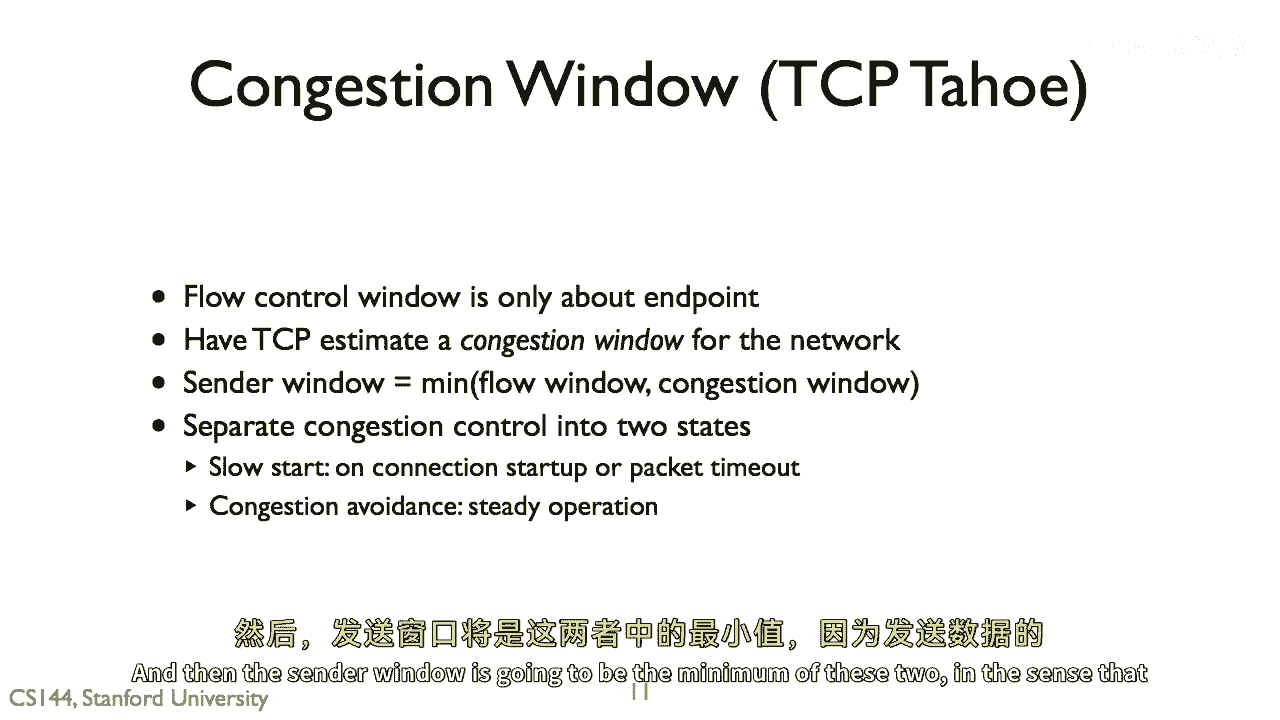 Congestion Window (TCP Tahoe)
• Flow control window is only about endpoint
• Have TCP estimate a congestion window for the network
• Sender window = min(flow window, congestion window)
• Separate congestion control into two states
▸ Slow start: on connection startup or packet timeout
▸ Congestion avoidance: steady operation
然后，发送窗口将是这两者中的最小值，因为发送数据的
And then the sender window is going to be the minimum of these two, in the sense that
CS144, Stanford University
11